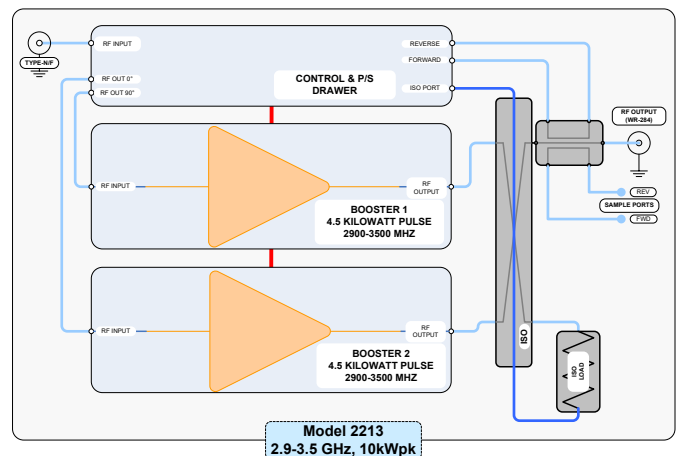 RF INPUT
REVERSE
FORWARD
TYPE-N/F
RF OUT 0°
RF OUT 90°
CONTROL & P/S
DRAWER
ISO PORT
RF OUTPUT
(WR-284)
RF INPUT
RF
OUTPUT
REV
SAMPLE PORTS
FWD
BOOSTER 1
4.5 KILOWATT PULSE
2900-3500 MHZ
RF INPUT
RF
OUTPUT
ISO
BOOSTER 2
4.5 KILOWATT PULSE
2900-3500 MHZ
ISO
LOAD
Model 2213
2.9-3.5 GHz, 10kWpk